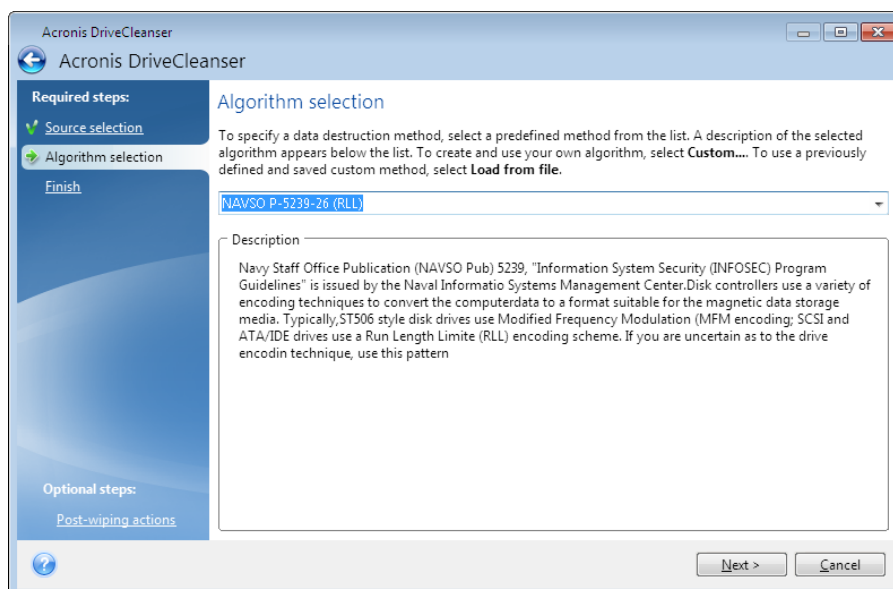 Acronis DriveCleanser
Acronis DriveCleanser
Required steps:
Source selection
Algorithm selection
Finish
Optional steps:
Post-wiping actions
Algorithm selection
To specify a data destruction method, select a predefined method from the list. A description of the selected
algorithm appears below the list. To create and use your own algorithm, select Custom.... To use a previously
defined and saved custom method, select Load from file.
NAVSO P-5239-26 (RLL)
Description
Navy Staff Office Publication (NAVSO Pub) 5239, "Information System Security (INFOSEC) Program
Guidelines" is issued by the Naval Informatio Systems Management Center.Disk controllers use a variety of
encoding techniques to convert the computerdata to a format suitable for the magnetic data storage
media. Typically,ST506 style disk drives use Modified Frequency Modulation (MFM encoding; SCSI and
ATA/IDE drives use a Run Length Limite (RLL) encoding scheme. If you are uncertain as to the drive
encodin technique, use this pattern
Next >
Cancel